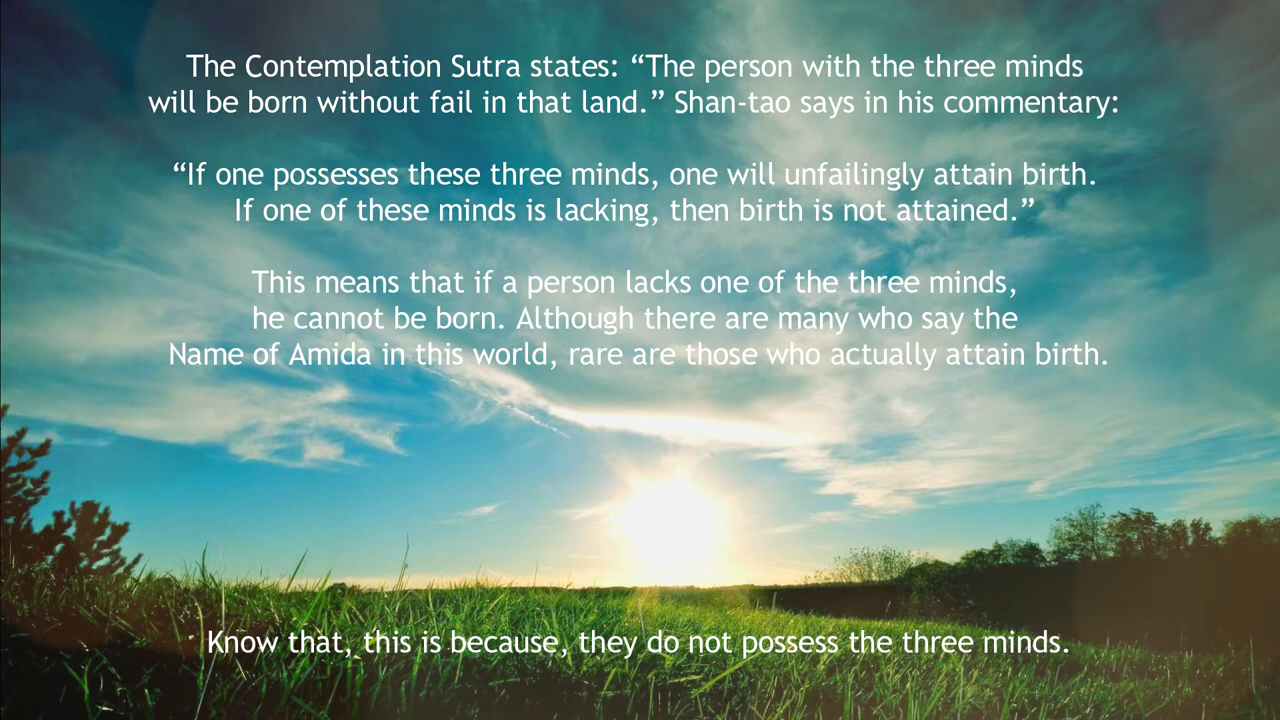 The Contemplation Sutra states: “The person with the three minds
will be born without fail in that land.” Shan-tao says in his commentary:
“If one possesses these three minds, one will unfailingly attain birth.
If one of these minds is lacking, then birth is not attained.”
This means that if a person lacks one of the three minds,
he cannot be born. Although there are many who say the
Name of Amida in this world, rare are those who actually attain birth.
Know that, this is because, they do not possess the three minds.